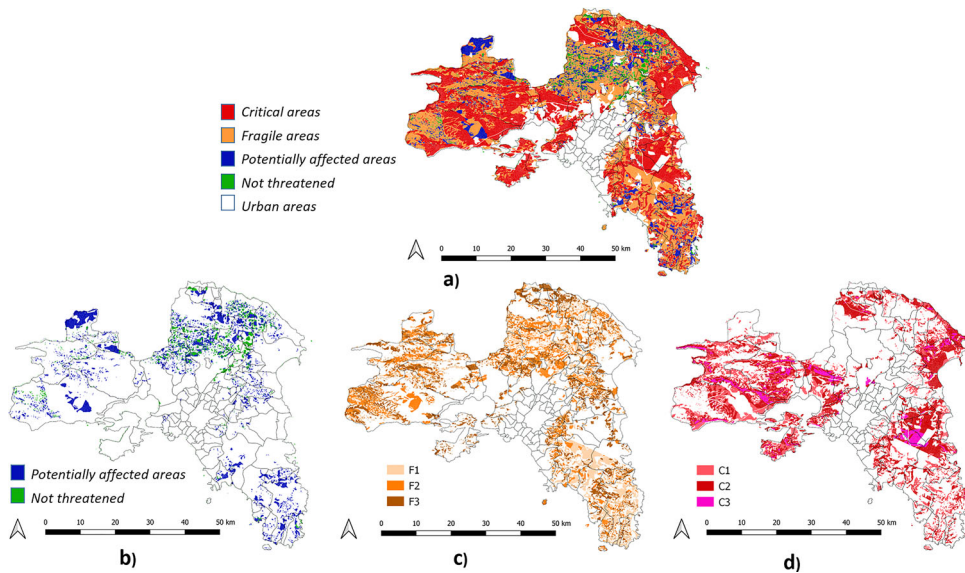 Critical areas
Fragile areas
Potentially affected areas
Not threatened
Urban areas
0 10 20 30 40 50 km
a)
Potentially affected areas
Not threatened
0 10 20 30 40 50 km
b)
F1
F2
F3
0 10 20 30 40 50 km
c)
C1
C2
C3
0 10 20 30 40 50 km
d)